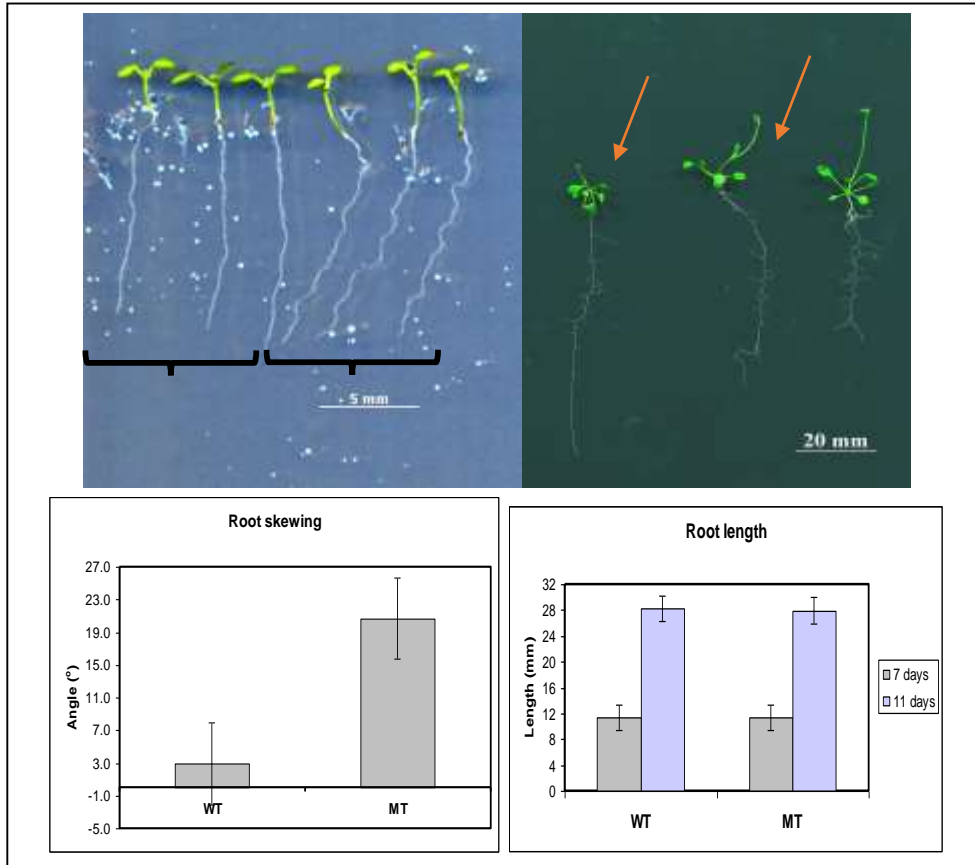 - 5 mm
20 mm
Root skewing
27.0
23.0
19.0
15.0
11.0
7.0
3.0
-1.0
-5.0
Angle (°)
WT
MT
Root length
32
28
24
20
16
12
8
4
0
Length (mm)
WT
MT
7 days
11 days